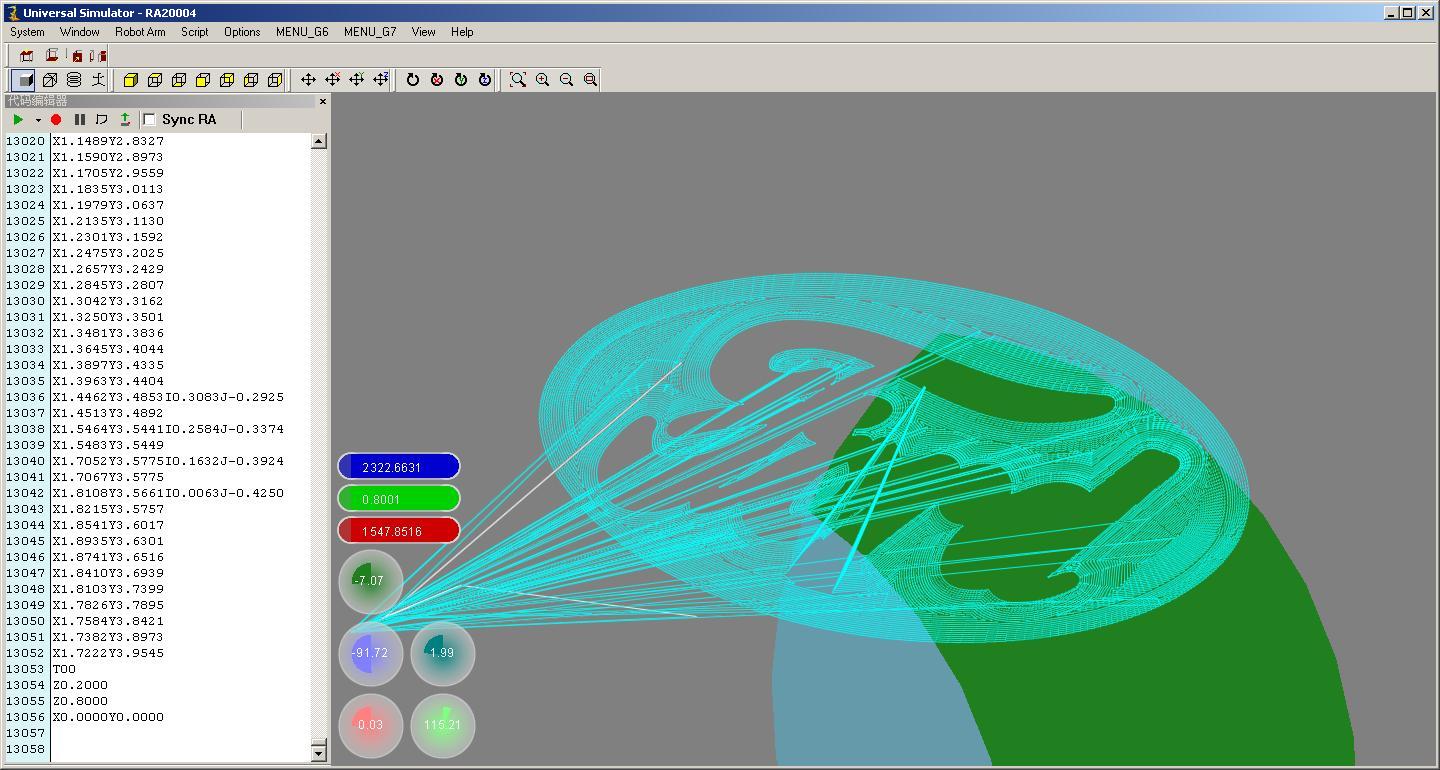 Universal Simulator - RA20004
System Window Robot Arm Script Options MENU_G6 MENU_G7 View Help
代码编辑器
Sync RA
13020 X1.1489Y2.8327
13021 X1.1590Y2.8973
13022 X1.1705Y2.9559
13023 X1.1835Y3.0113
13024 X1.1979Y3.0637
13025 X1.2135Y3.1130
13026 X1.2301Y3.1592
13027 X1.2475Y3.2025
13028 X1.2657Y3.2429
13029 X1.2845Y3.2807
13030 X1.3042Y3.3162
13031 X1.3250Y3.3501
13032 X1.3481Y3.3836
13033 X1.3645Y3.4044
13034 X1.3897Y3.4335
13035 X1.3963Y3.4404
13036 X1.4462Y3.4853I0.3083J-0.2925
13037 X1.4513Y3.4892
13038 X1.5464Y3.5441I0.2584J-0.3374
13039 X1.5483Y3.5449
13040 X1.7052Y3.5775I0.1632J-0.3924
13041 X1.7067Y3.5775
13042 X1.8108Y3.5661I0.0063J-0.4250
13043 X1.8215Y3.5757
13044 X1.8541Y3.6017
13045 X1.8935Y3.6301
13046 X1.8741Y3.6516
13047 X1.8410Y3.6939
13048 X1.8103Y3.7399
13049 X1.7826Y3.7895
13050 X1.7584Y3.8421
13051 X1.7382Y3.8973
13052 X1.7222Y3.9545
13053 T00
13054 Z0.2000
13055 Z0.8000
13056 X0.0000Y0.0000
13057
13058
2322.6631
0.8001
1547.8516
-7.07
-91.72
-1.99
-0.03
115.21